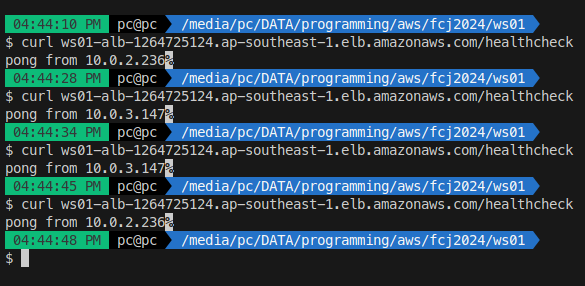 04:44:10 PM pc@pc /media/pc/DATA/programming/aws/fcj2024/ws01
$ curl ws01-alb-1264725124.ap-southeast-1.elb.amazonaws.com/healthcheck
pong from 10.0.2.236%
04:44:28 PM pc@pc /media/pc/DATA/programming/aws/fcj2024/ws01
$ curl ws01-alb-1264725124.ap-southeast-1.elb.amazonaws.com/healthcheck
pong from 10.0.3.147%
04:44:34 PM pc@pc /media/pc/DATA/programming/aws/fcj2024/ws01
$ curl ws01-alb-1264725124.ap-southeast-1.elb.amazonaws.com/healthcheck
pong from 10.0.3.147%
04:44:45 PM pc@pc /media/pc/DATA/programming/aws/fcj2024/ws01
$ curl ws01-alb-1264725124.ap-southeast-1.elb.amazonaws.com/healthcheck
pong from 10.0.2.236%
04:44:48 PM pc@pc /media/pc/DATA/programming/aws/fcj2024/ws01
$